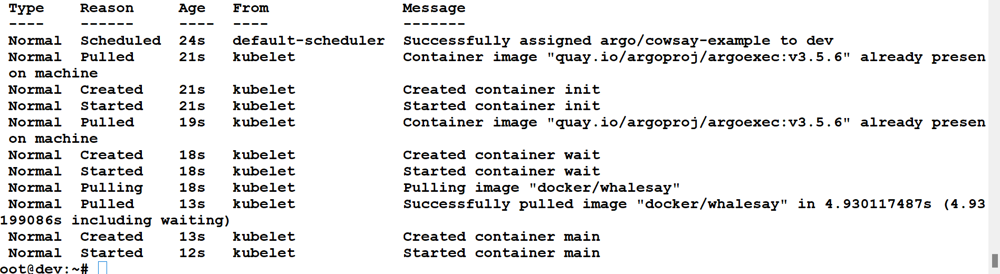 Type Reason Age From Message
---- ------ ---- ---- -------
Normal Scheduled 24s default-scheduler Successfully assigned argo/cowsay-example to dev
Normal Pulled 21s kubelet Container image "quay.io/argoproj/argoexec:v3.5.6" already presen
on machine
Normal Created 21s kubelet Created container init
Normal Started 21s kubelet Started container init
Normal Pulled 19s kubelet Container image "quay.io/argoproj/argoexec:v3.5.6" already presen
on machine
Normal Created 18s kubelet Created container wait
Normal Started 18s kubelet Started container wait
Normal Pulling 18s kubelet Pulling image "docker/whalesay"
Normal Pulled 13s kubelet Successfully pulled image "docker/whalesay" in 4.930117487s (4.93
199086s including waiting)
Normal Created 13s kubelet Created container main
Normal Started 12s kubelet Started container main
oot@dev:~#